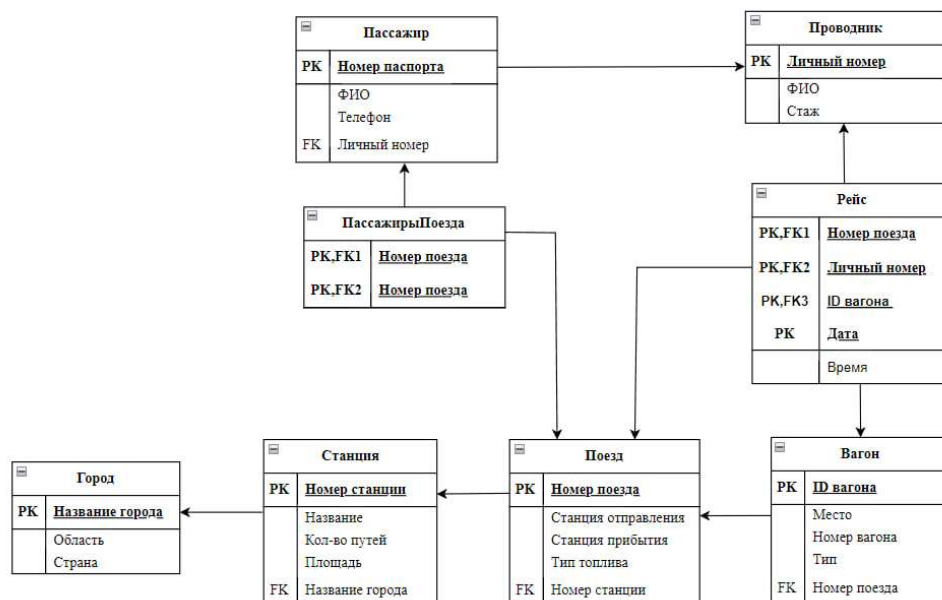 Пассажир
PK Номер паспорта
ФИО
Телефон
FK Личный номер
Проводник
PK Личный номер
ФИО
Стаж
ПассажирыПоезда
PK,FK1 Номер поезда
PK,FK2 Номер поезда
Рейс
PK,FK1 Номер поезда
PK,FK2 Личный номер
PK,FK3 ID вагона
PK Дата
Время
Город
PK Название города
Область
Страна
Станция
PK Номер станции
Название
Кол-во путей
Площадь
FK Название города
Поезд
PK Номер поезда
Станция отправления
Станция прибытия
Тип топлива
FK Номер станции
Вагон
PK ID вагона
Место
Номер вагона
Тип
FK Номер поезда